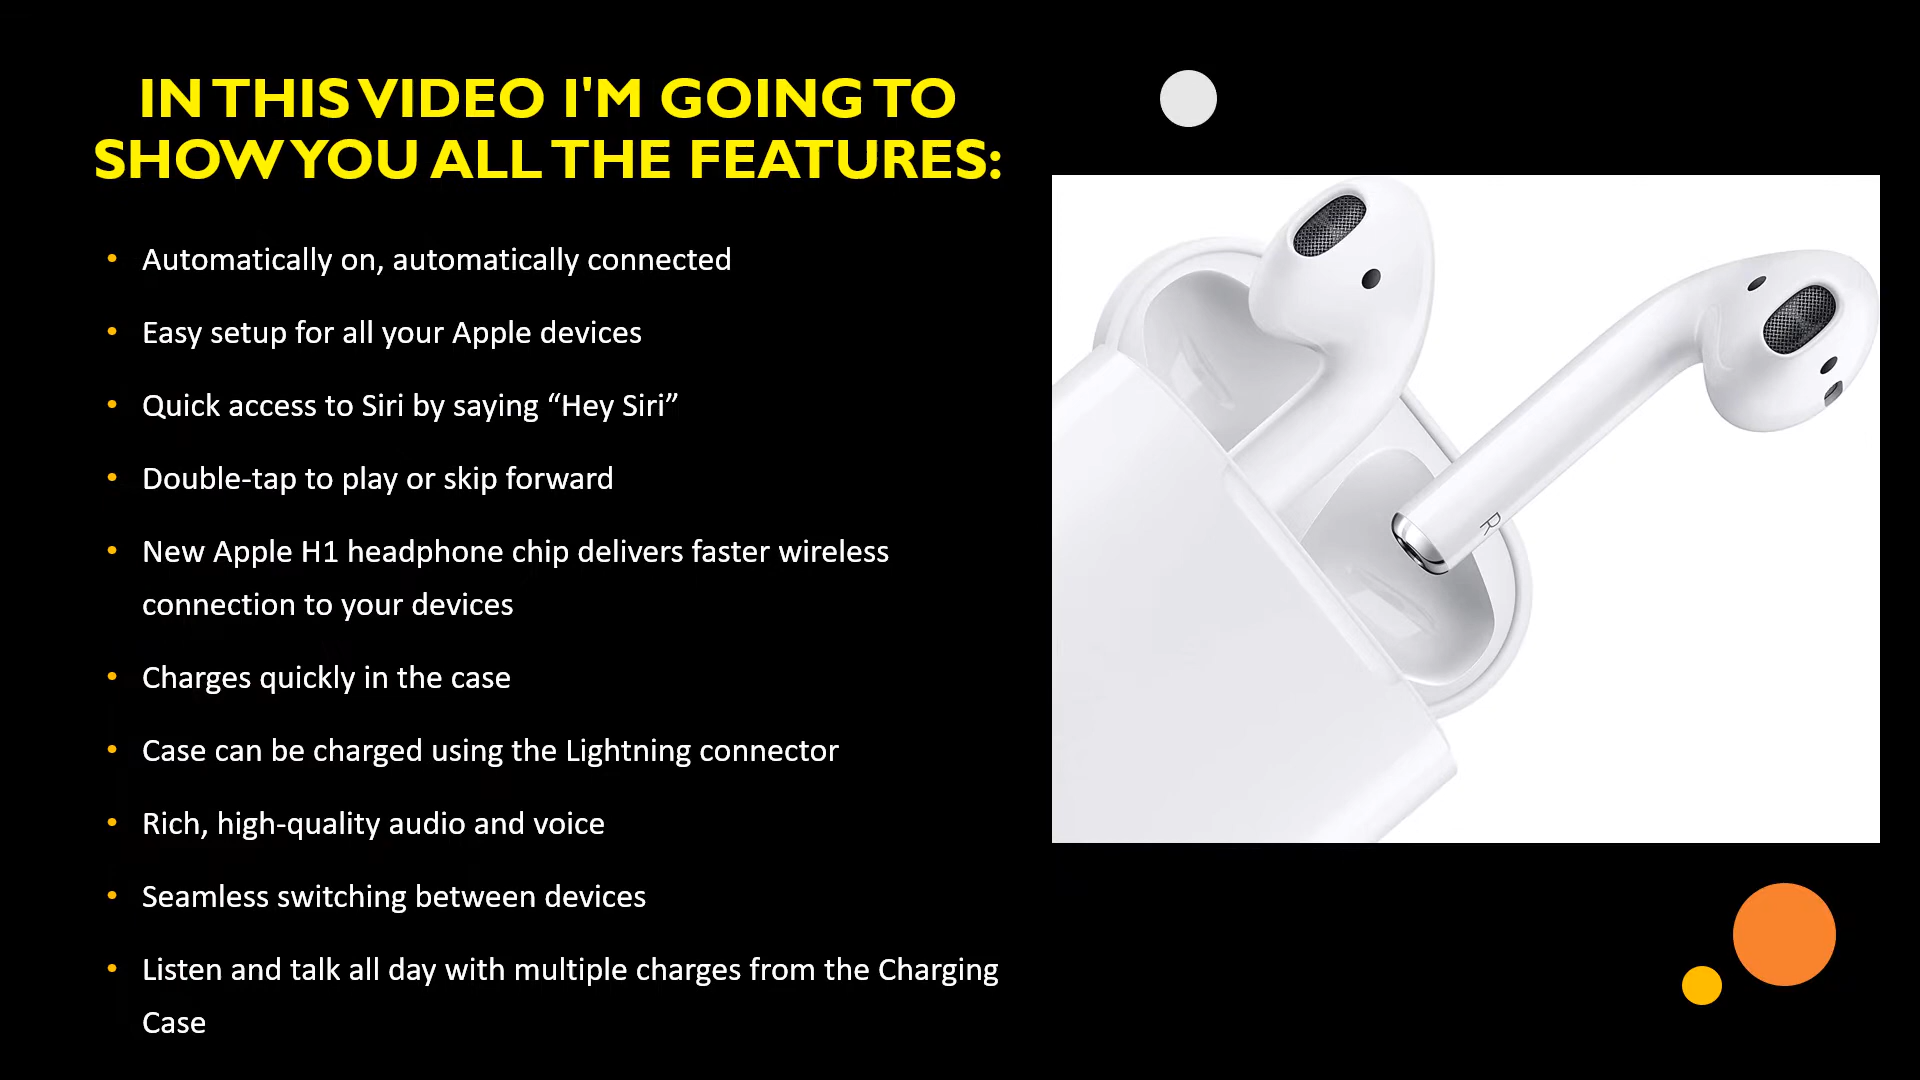 IN THIS VIDEO I'M GOING TO
SHOW YOU ALL THE FEATURES:
• Automatically on, automatically connected
• Easy setup for all your Apple devices
• Quick access to Siri by saying “Hey Siri”
• Double-tap to play or skip forward
• New Apple H1 headphone chip delivers faster wireless
connection to your devices
• Charges quickly in the case
• Case can be charged using the Lightning connector
• Rich, high-quality audio and voice
• Seamless switching between devices
• Listen and talk all day with multiple charges from the Charging
Case
R